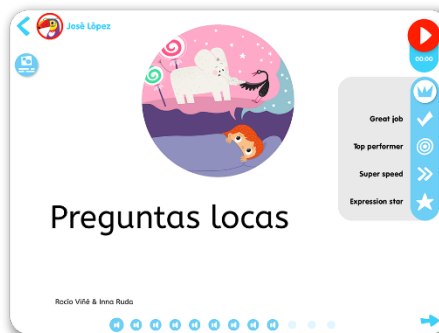 José López
00:00
Great job
Top performer
Super speed
Expression star
Preguntas locas
Rocío Viñé & Inna Ruda